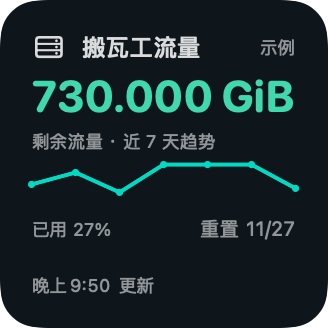 搬瓦工流量 示例
730.000 GiB
剩余流量 · 近 7 天趋势
已用 27% 重置 11/27
晚上 9:50 更新